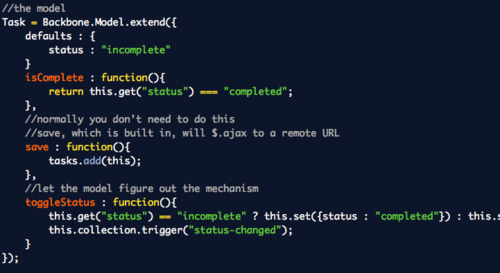 //the model
Task = Backbone.Model.extend({
    defaults : {
        status : "incomplete"
    }
    isComplete : function(){
        return this.get("status") === "completed";
    },
    //normally you don't need to do this
    //save, which is built in, will $.ajax to a remote URL
    save : function(){
        tasks.add(this);
    },
    //let the model figure out the mechanism
    toggleStatus : function(){
        this.get("status") == "incomplete" ? this.set({status : "completed"}) : this.s
        this.collection.trigger("status-changed");
    }
});